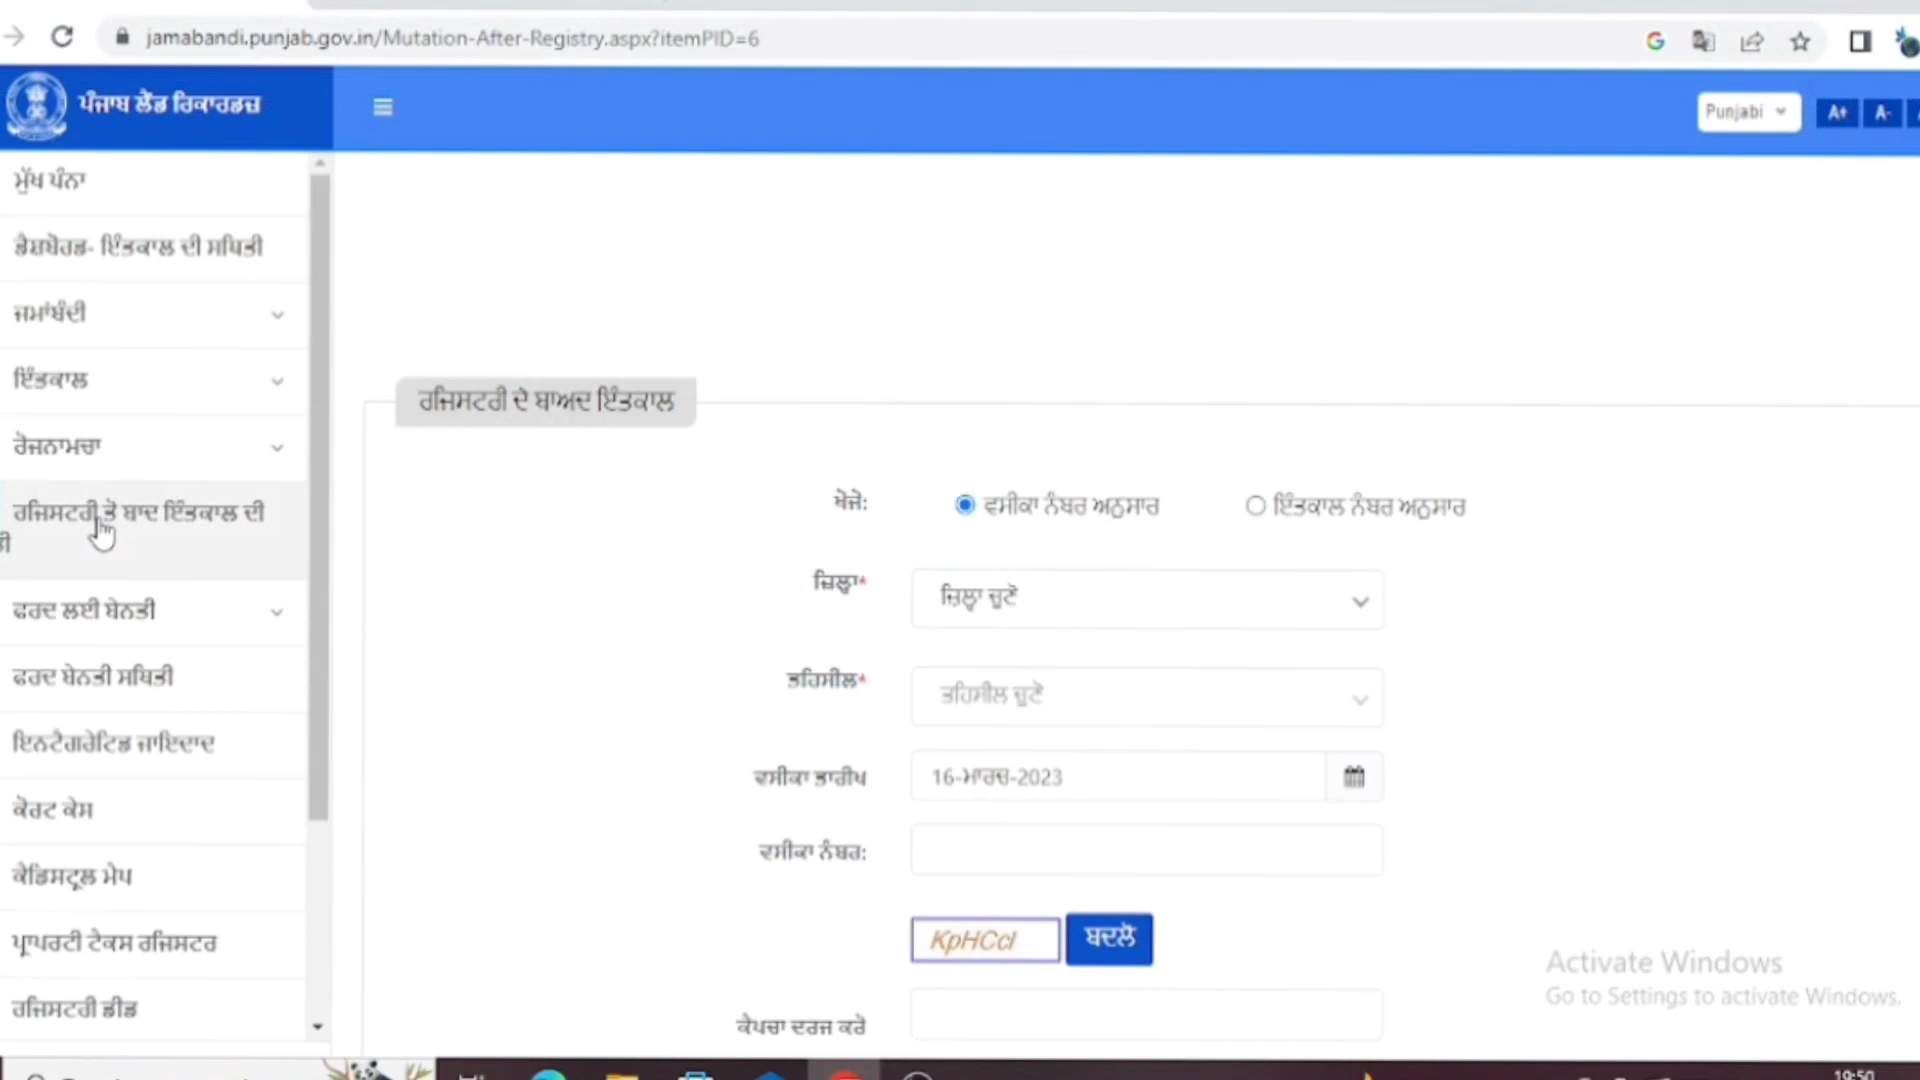 jamabandi.punjab.gov.in/Mutation-After-Registry.aspx?itemPID=6
ਪੰਜਾਬ ਲੈਂਡ ਰਿਕਾਰਡਜ਼
Punjabi
A+
A-
ਮੁੱਖ ਪੰਨਾ
ਡੈਸ਼ਬੋਰਡ- ਇੰਤਕਾਲ ਦੀ ਸਥਿਤੀ
ਜਮਾਂਬੰਦੀ
ਇੰਤਕਾਲ
ਰੋਜ਼ਨਾਮਚਾ
ਰਜਿਸਟਰੀ ਤੋਂ ਬਾਦ ਇੰਤਕਾਲ ਦੀ
ਫਰਦ ਲਈ ਬੇਨਤੀ
ਫਰਦ ਬੇਨਤੀ ਸਥਿਤੀ
ਇਨਟੈਗਰੇਟਿਡ ਜਾਇਦਾਦ
ਕੋਰਟ ਕੇਸ
ਕੇਡਿਸਟ੍ਰਲ ਮੈਪ
ਪ੍ਰਾਪਰਟੀ ਟੈਕਸ ਰਜਿਸਟਰ
ਰਜਿਸਟਰੀ ਡੀਡ
ਰਜਿਸਟਰੀ ਦੇ ਬਾਅਦ ਇੰਤਕਾਲ
ਖੋਜੋ: ਵਸੀਕਾ ਨੰਬਰ ਅਨੁਸਾਰ ਇੰਤਕਾਲ ਨੰਬਰ ਅਨੁਸਾਰ
ਜ਼ਿਲ੍ਹਾ* ਜ਼ਿਲ੍ਹਾ ਚੁਣੋ
ਤਹਿਸੀਲ* ਤਹਿਸੀਲ ਚੁਣੋ
ਵਸੀਕਾ ਤਾਰੀਖ 16-ਮਾਰਚ-2023
ਵਸੀਕਾ ਨੰਬਰ:
KpHCcl ਬਦਲੋ
ਕੈਪਚਾ ਦਰਜ ਕਰੋ
Activate Windows
Go to Settings to activate Windows.
19:50